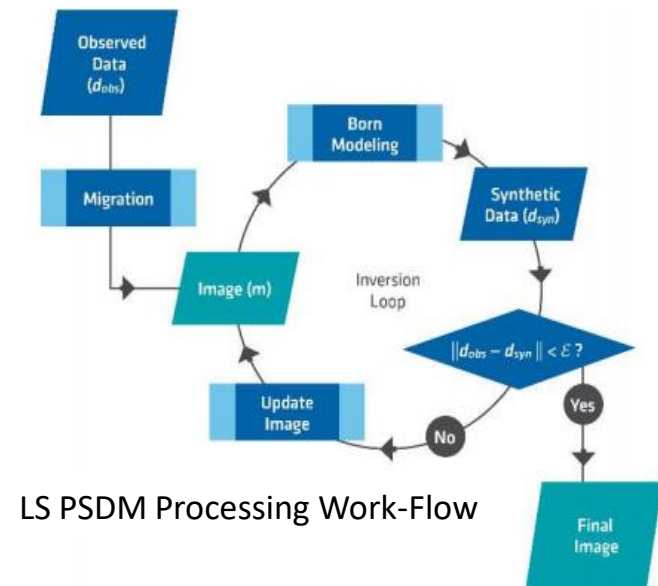 Observed
Data
(dobs)
Migration
Born
Modeling
Synthetic
Data (dsyn)
Image (m)
Inversion
Loop
||dobs – dsyn || < ℰ ?
Update
Image
No
Yes
LS PSDM Processing Work-Flow
Final
Image